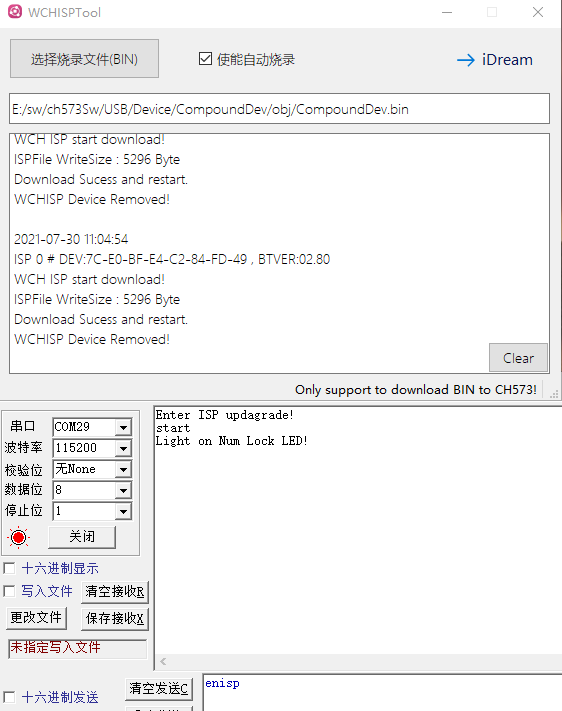 WCHISPTool
选择烧录文件(BIN)
使能自动烧录
iDream
E:/sw/ch573Sw/USB/Device/CompoundDev/obj/CompoundDev.bin
WCH ISP start download!
ISPFile WriteSize : 5296 Byte
Download Sucess and restart.
WCHISP Device Removed!
2021-07-30 11:04:54
ISP 0 # DEV:7C-E0-BF-E4-C2-84-FD-49 , BTVER:02.80
WCH ISP start download!
ISPFile WriteSize : 5296 Byte
Download Sucess and restart.
WCHISP Device Removed!
Clear
Only support to download BIN to CH573!
串口 COM29
波特率 115200
校验位 无None
数据位 8
停止位 1
关闭
十六进制显示
写入文件 清空接收R
更改文件 保存接收X
未指定写入文件
Enter ISP updagrade!
start
Light on Num Lock LED!
十六进制发送 清空发送C
enisp